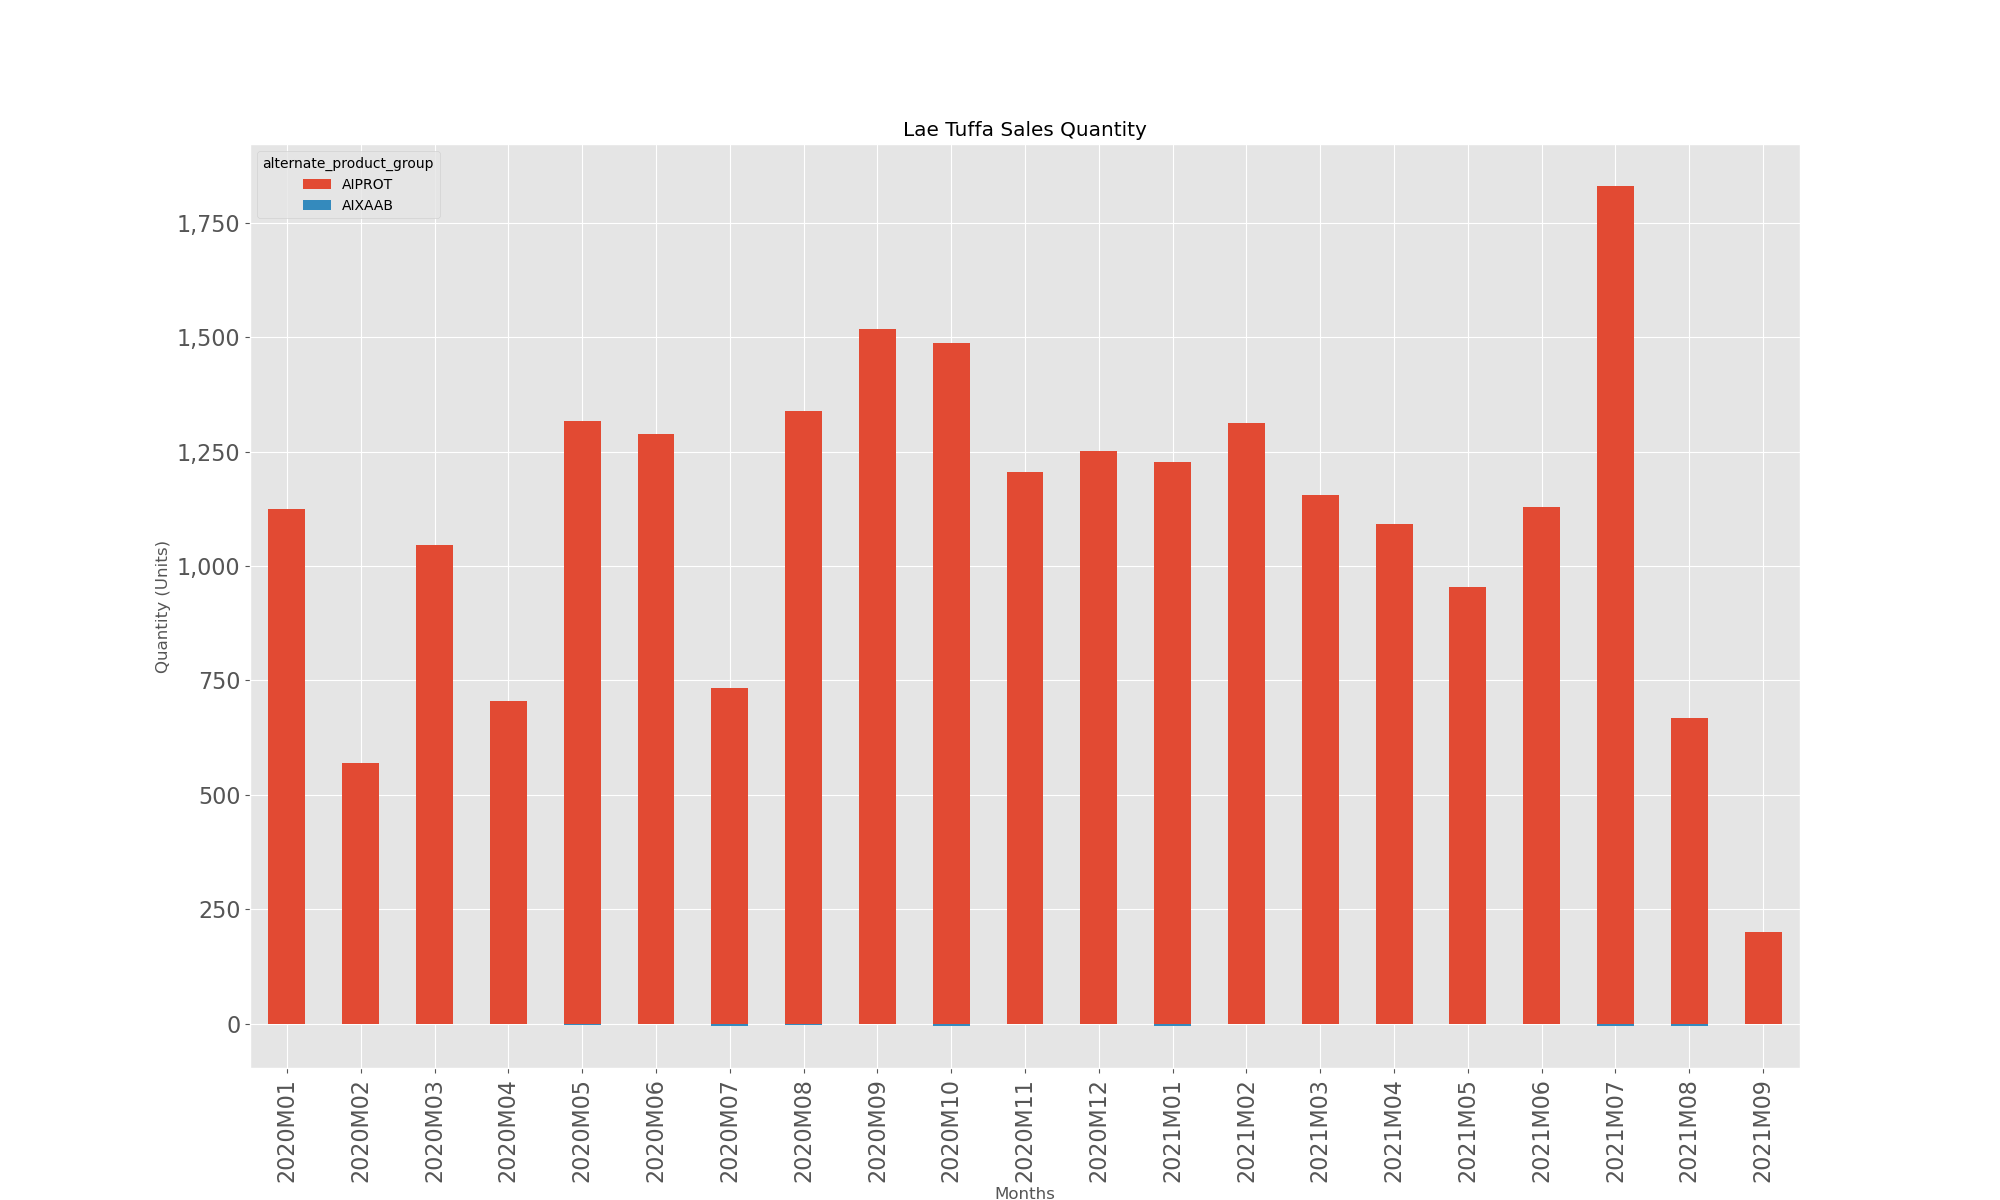 Lae Tuffa Sales Quantity
alternate_product_group
AIPROT
AIXAAB
1,750
1,500
1,250
1,000
750
500
250
0
Quantity (Units)
2020M01
2020M02
2020M03
2020M04
2020M05
2020M06
2020M07
2020M08
2020M09
2020M10
2020M11
2020M12
2021M01
2021M02
2021M03
2021M04
2021M05
2021M06
2021M07
2021M08
2021M09
Months